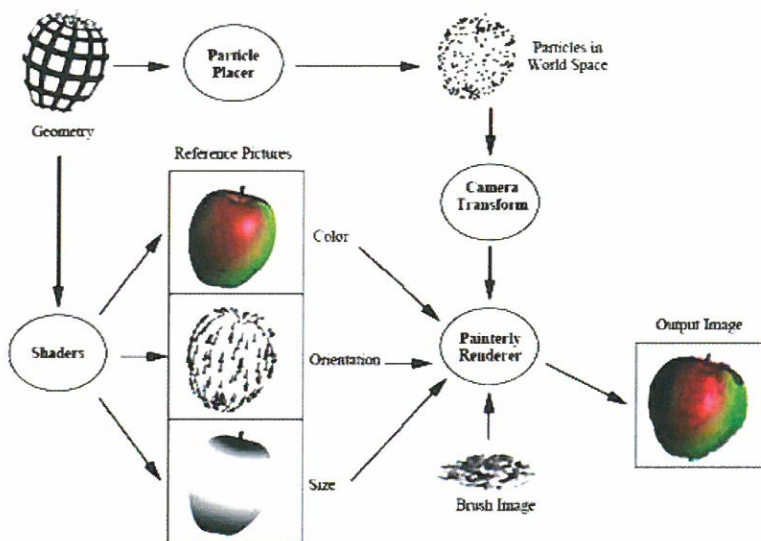 Particle
Placer
Particles in
World Space
Geometry
Reference Pictures
Camera
Transform
Color
Shaders
Orientation
Painterly
Renderer
Output Image
Size
Brush Image